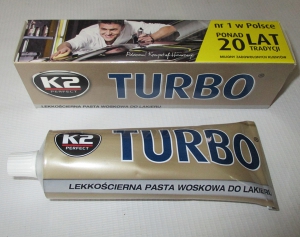 nr 1 w Polsce
PONAD
20 LAT
TRADYCJI
K2
PERFECT
TURBO
LEKKOŚCIERNA PASTA WOSKOWA DO LAKIERU
K2
PERFECT
TURBO
LEKKOŚCIERNA PASTA WOSKOWA DO LAKIERU